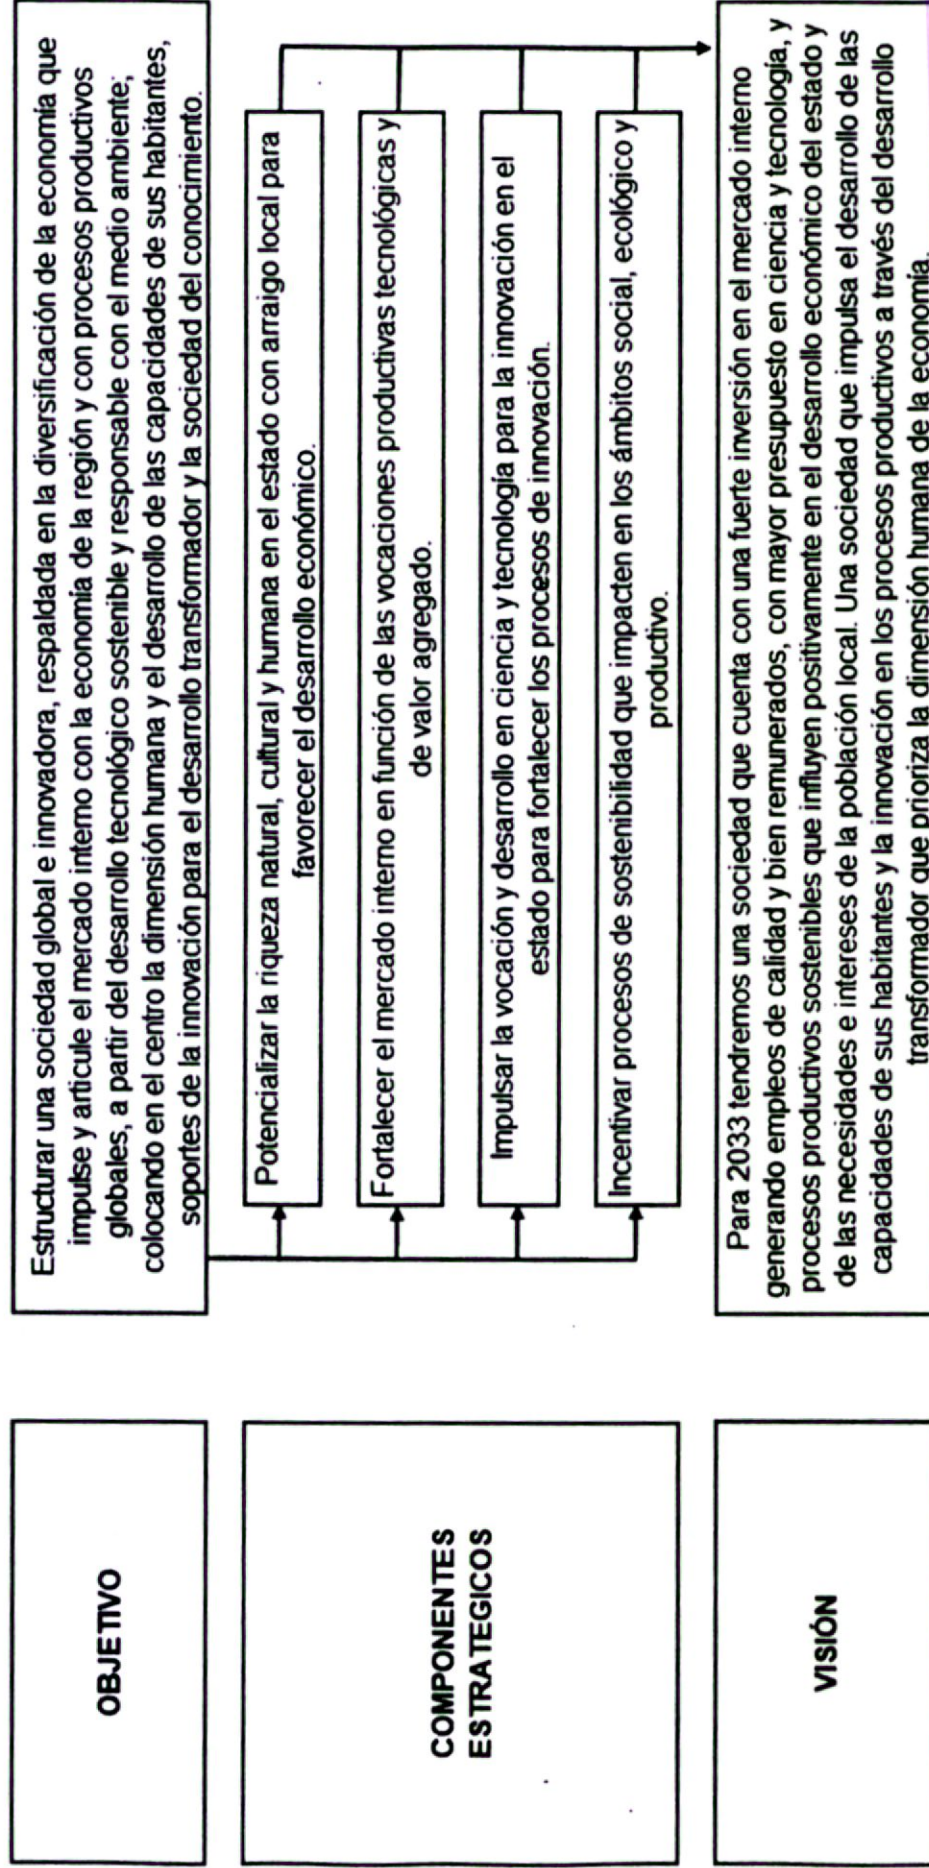 OBJETIVO
Estructurar una sociedad global e innovadora, respaldada en la diversificación de la economía que
impulse y articule el mercado interno con la economía de la región y con procesos productivos
globales, a partir del desarrollo tecnológico sostenible y responsable con el medio ambiente;
colocando en el centro la dimensión humana y el desarrollo de las capacidades de sus habitantes,
soportes de la innovación para el desarrollo transformador y la sociedad del conocimiento.
COMPONENTES
ESTRATEGICOS
Potencializar la riqueza natural, cultural y humana en el estado con arraigo local para
favorecer el desarrollo económico.
Fortalecer el mercado interno en función de las vocaciones productivas tecnológicas y
de valor agregado.
Impulsar la vocación y desarrollo en ciencia y tecnología para la innovación en el
estado para fortalecer los procesos de innovación.
Incentivar procesos de sostenibilidad que impacten en los ámbitos social, ecológico y
productivo.
VISIÓN
Para 2033 tendremos una sociedad que cuenta con una fuerte inversión en el mercado interno
generando empleos de calidad y bien remunerados, con mayor presupuesto en ciencia y tecnología, y
procesos productivos sostenibles que influyen positivamente en el desarrollo económico del estado y
de las necesidades e intereses de la población local. Una sociedad que impulsa el desarrollo de las
capacidades de sus habitantes y la innovación en los procesos productivos a través del desarrollo
transformador que prioriza la dimensión humana de la economía.